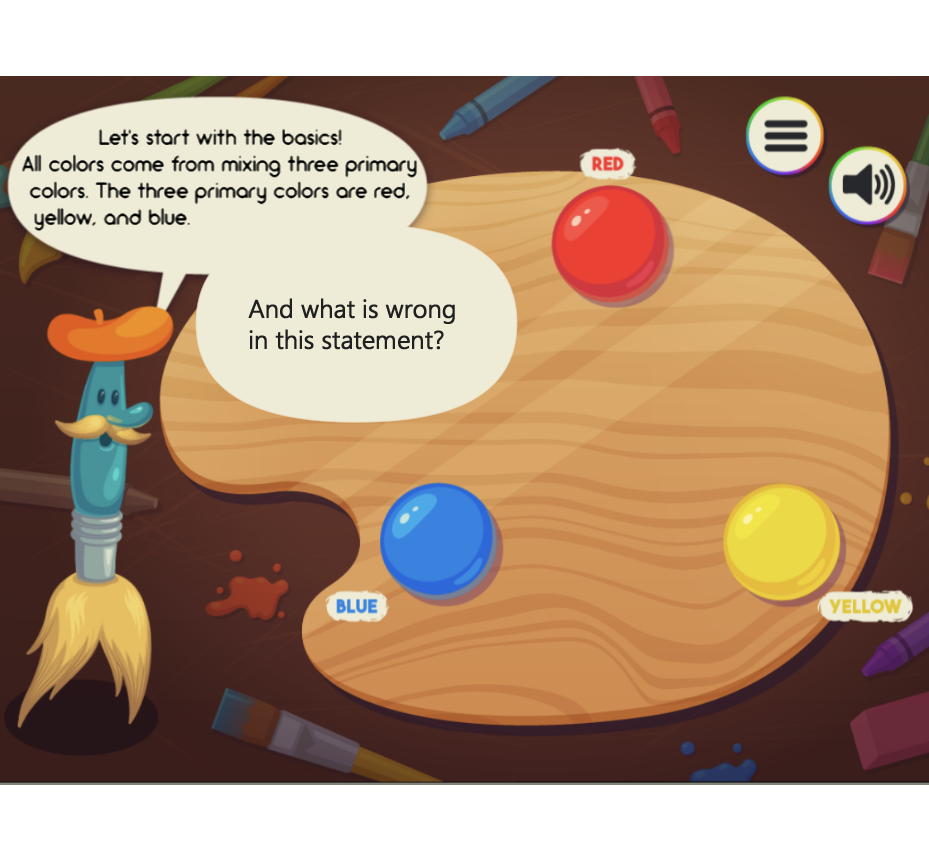 Let's start with the basics!
All colors come from mixing three primary
colors. The three primary colors are red,
yellow, and blue.
And what is wrong
in this statement?
RED
BLUE
YELLOW